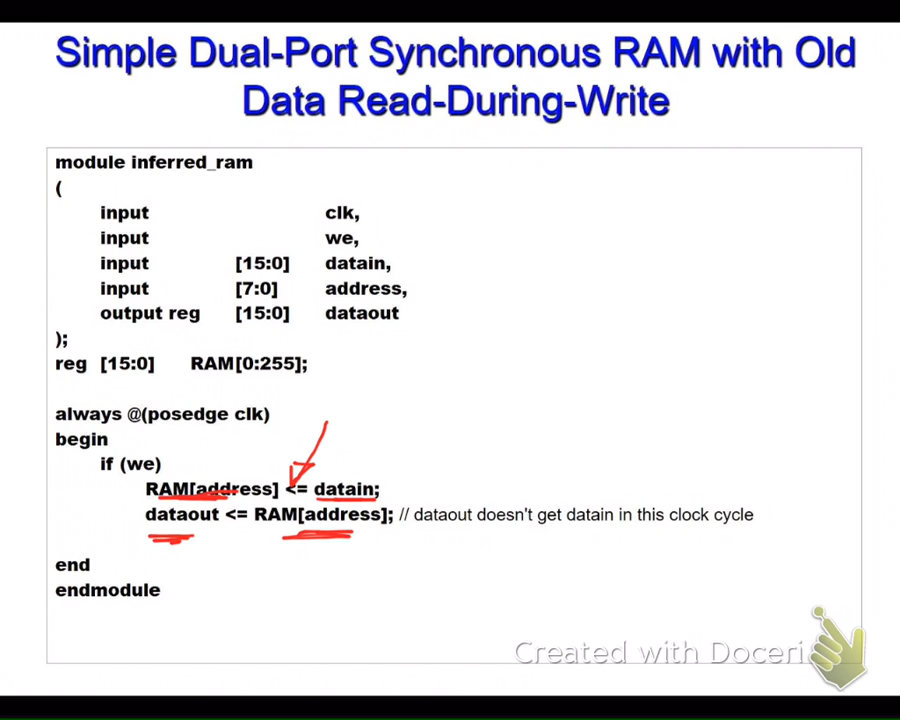 Simple Dual-Port Synchronous RAM with Old
Data Read-During-Write
module inferred_ram
(
input clk,
input we,
input [15:0] datain,
input [7:0] address,
output reg [15:0] dataout
);
reg [15:0] RAM[0:255];
always @(posedge clk)
begin
if (we)
RAM[address] <= datain;
dataout <= RAM[address]; // dataout doesn't get datain in this clock cycle
end
endmodule
Created with Doceri